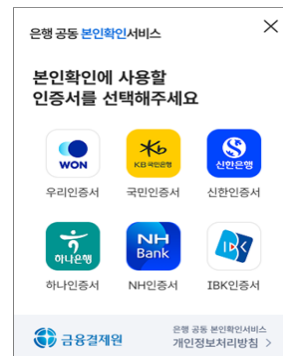 은행 공동 본인확인서비스
본인확인에 사용할
인증서를 선택해주세요
WON
KB국민은행
신한은행
우리인증서
국민인증서
신한인증서
하나은행
NH
Bank
IBK
하나인증서
NH인증서
IBK인증서
금융결제원
은행 공동 본인확인서비스
개인정보처리방침 >